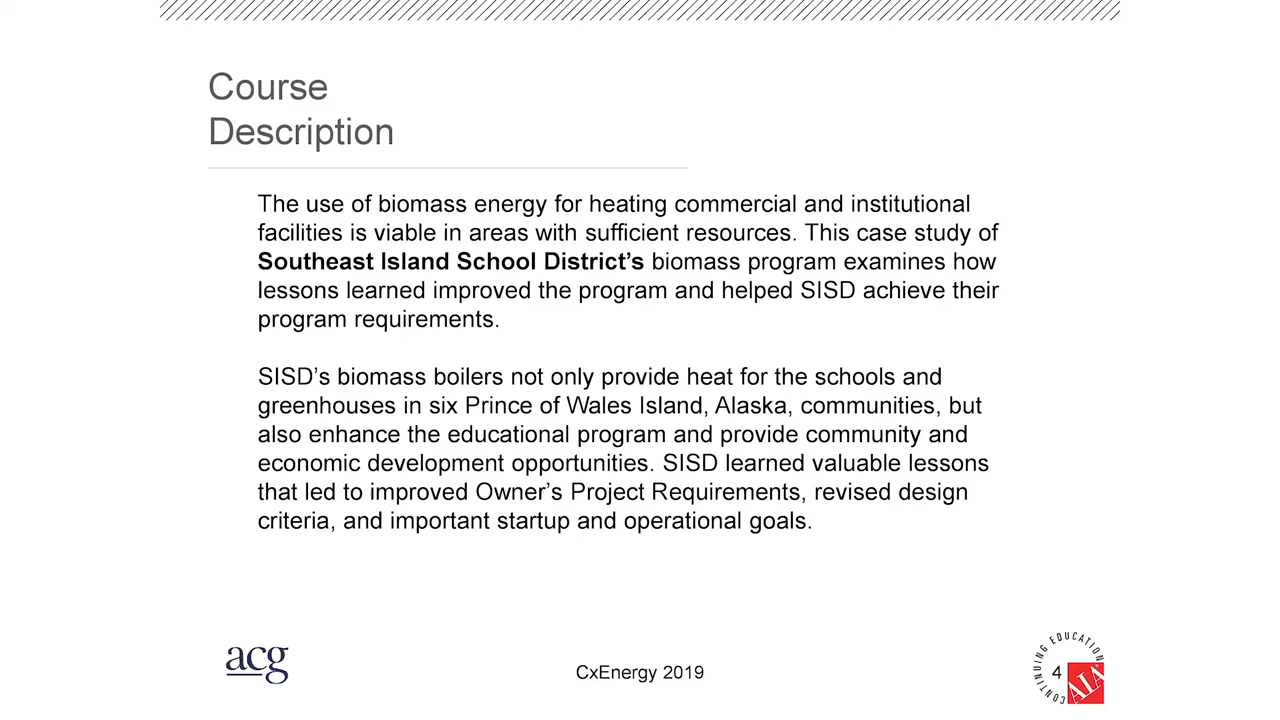 Course
Description
The use of biomass energy for heating commercial and institutional
facilities is viable in areas with sufficient resources. This case study of
Southeast Island School District's biomass program examines how
lessons learned improved the program and helped SISD achieve their
program requirements.
SISD's biomass boilers not only provide heat for the schools and
greenhouses in six Prince of Wales Island, Alaska, communities, but
also enhance the educational program and provide community and
economic development opportunities. SISD learned valuable lessons
that led to improved Owner's Project Requirements, revised design
criteria, and important startup and operational goals.
acg
CxEnergy 2019
CONTINUING EDUCATION
4
AIA